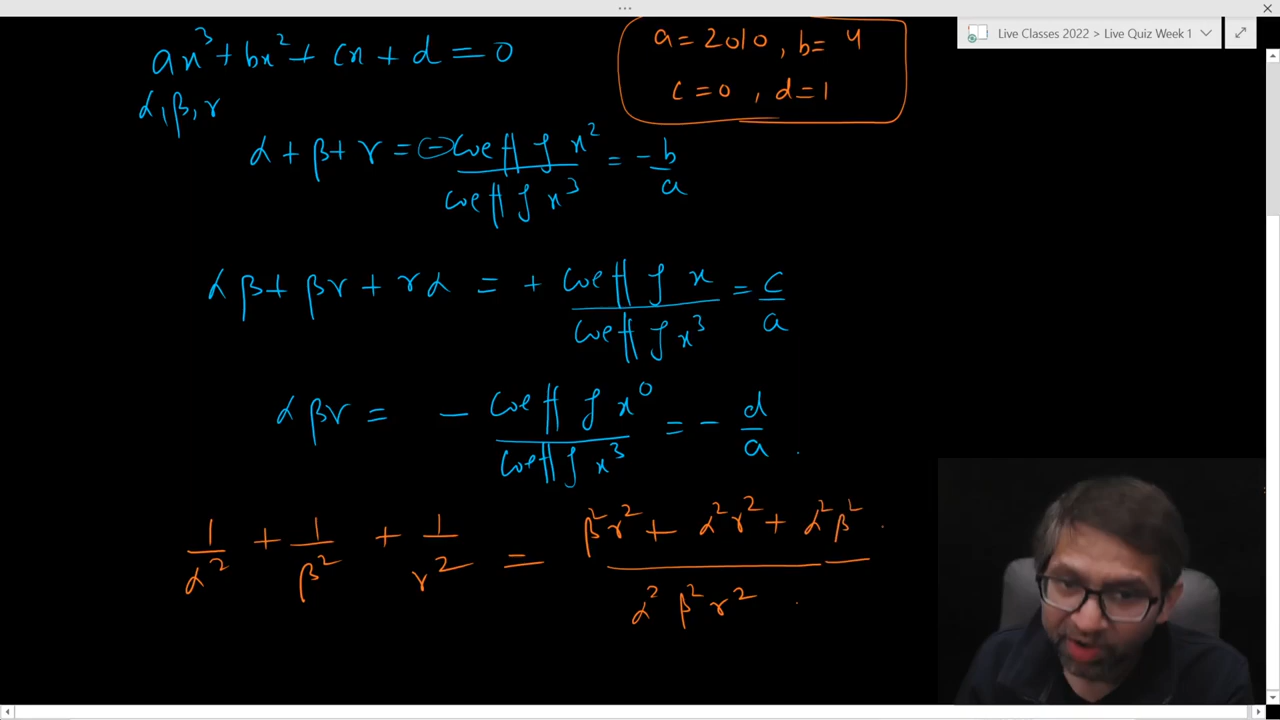 Live Classes 2022 > Live Quiz Week 1
ax³ + bx² + cx + d = 0
a = 2010, b = 4
c = 0, d = 1
α, β, γ
α + β + γ = - coeff of x² / coeff of x³ = - b/a
αβ + βγ + γα = + coeff of x / coeff of x³ = c/a
αβγ = - coeff of x⁰ / coeff of x³ = - d/a
1/α² + 1/β² + 1/γ² = β²γ² + α²γ² + α²β² / α²β²γ²